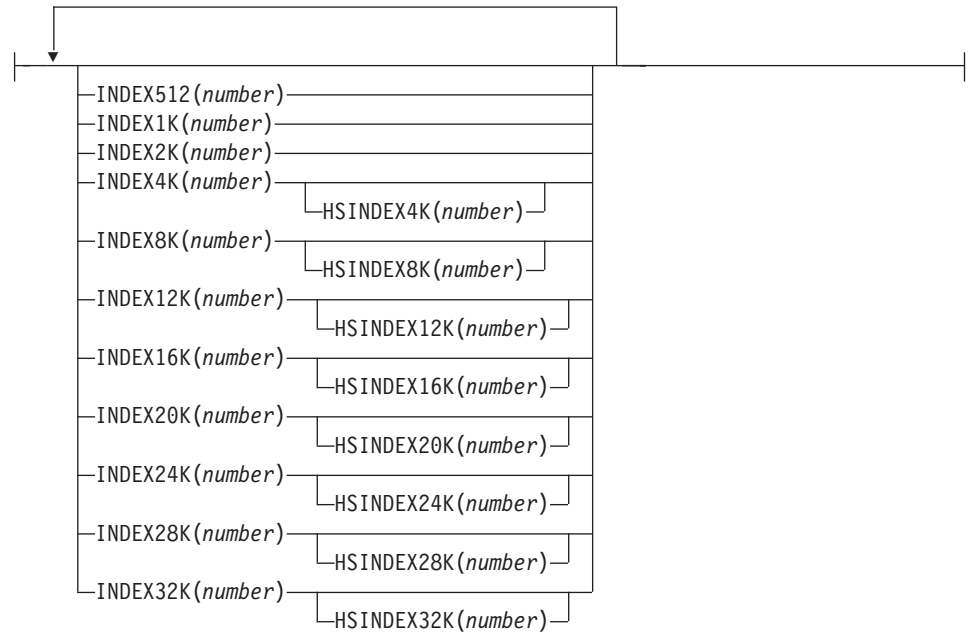 INDEX512(number)
INDEX1K(number)
INDEX2K(number)
INDEX4K(number)
HSINDEX4K(number)
INDEX8K(number)
HSINDEX8K(number)
INDEX12K(number)
HSINDEX12K(number)
INDEX16K(number)
HSINDEX16K(number)
INDEX20K(number)
HSINDEX20K(number)
INDEX24K(number)
HSINDEX24K(number)
INDEX28K(number)
HSINDEX28K(number)
INDEX32K(number)
HSINDEX32K(number)